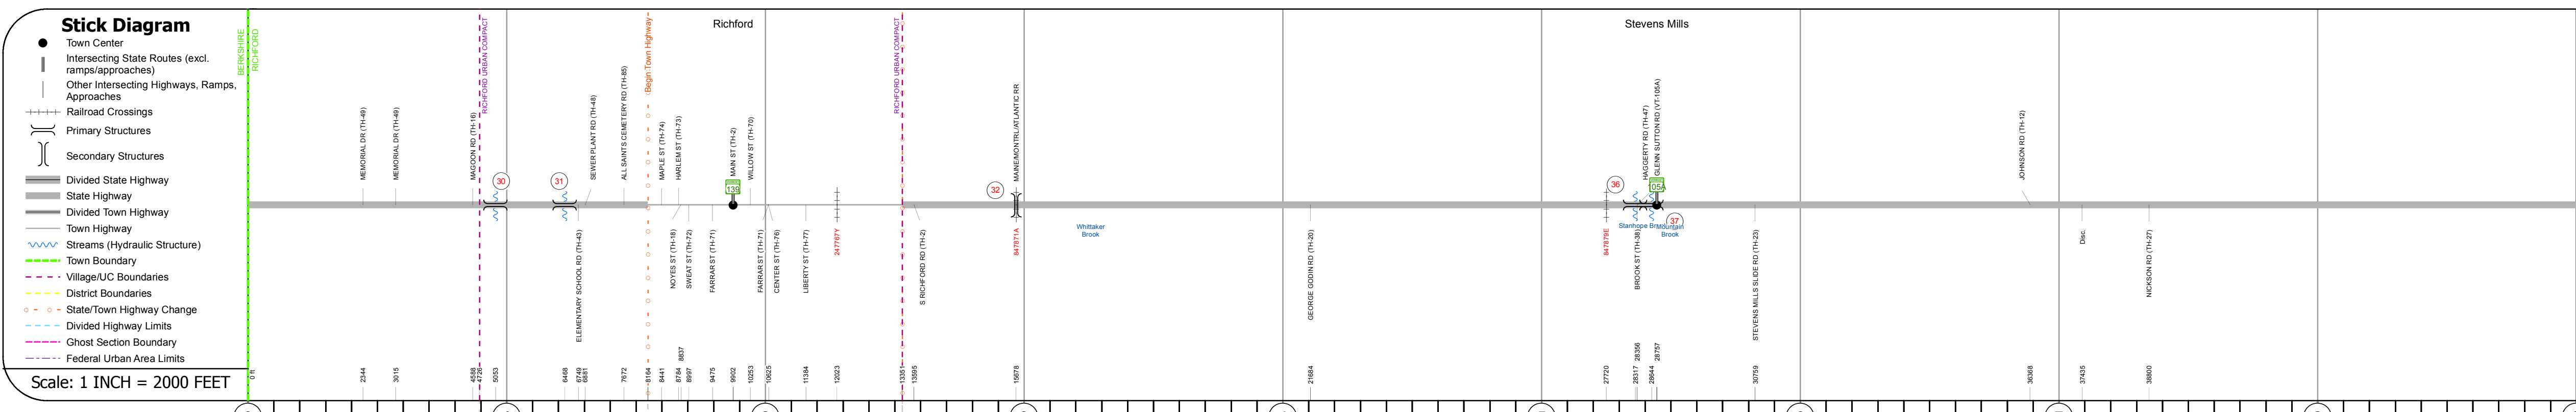 Stick Diagram
Town Center
Intersecting State Routes (excl.
ramps/approaches)
Other Intersecting Highways, Ramps,
Approaches
Railroad Crossings
Primary Structures
Secondary Structures
Divided State Highway
State Highway
Divided Town Highway
Town Highway
Streams (Hydraulic Structure)
Town Boundary
Village/UC Boundaries
District Boundaries
State/Town Highway Change
Divided Highway Limits
Ghost Section Boundary
Federal Urban Area Limits
Scale: 1 INCH = 2000 FEET
BERKSHIRE
RICHFORD
Richford
Stevens Mills
MEMORIAL DR (TH-49)
MEMORIAL DR (TH-49)
MAGOON RD (TH-16)
RICHFORD URBAN COMPACT
30
31
SEWER PLANT RD (TH-48)
ALL SAINTS CEMETERY RD (TH-85)
Begin Town Highway
MAPLE ST (TH-74)
HARLEM ST (TH-73)
MAIN ST (TH-2)
139
WILLOW ST (TH-70)
RICHFORD URBAN COMPACT
32
MAINE/MONTRL/ATLANTIC RR
36
HAGGERTY RD (TH-47)
GLENN SUTTON RD (VT-105A)
105A
37
JOHNSON RD (TH-12)
ELEMENTARY SCHOOL RD (TH-43)
NOYES ST (TH-18)
SWEAT ST (TH-72)
FARRAR ST (TH-71)
FARRAR ST (TH-71)
CENTER ST (TH-76)
LIBERTY ST (TH-77)
247767Y
S RICHFORD RD (TH-2)
847871A
Whittaker
Brook
GEORGE GODIN RD (TH-20)
847879E
Stanhope
BROOK ST (TH-38)
Mountain
Brook
STEVENS MILLS SLIDE RD (TH-23)
Disc.
NICKSON RD (TH-27)
0 ft
2344
3015
4588
5053
6468
6749
6881
7672
8164
8441
8784
8837
8997
9475
9902
10253
10625
11384
12023
13351
13595
15678
21684
27720
28317
28356
28644
28757
30759
36368
37435
38800